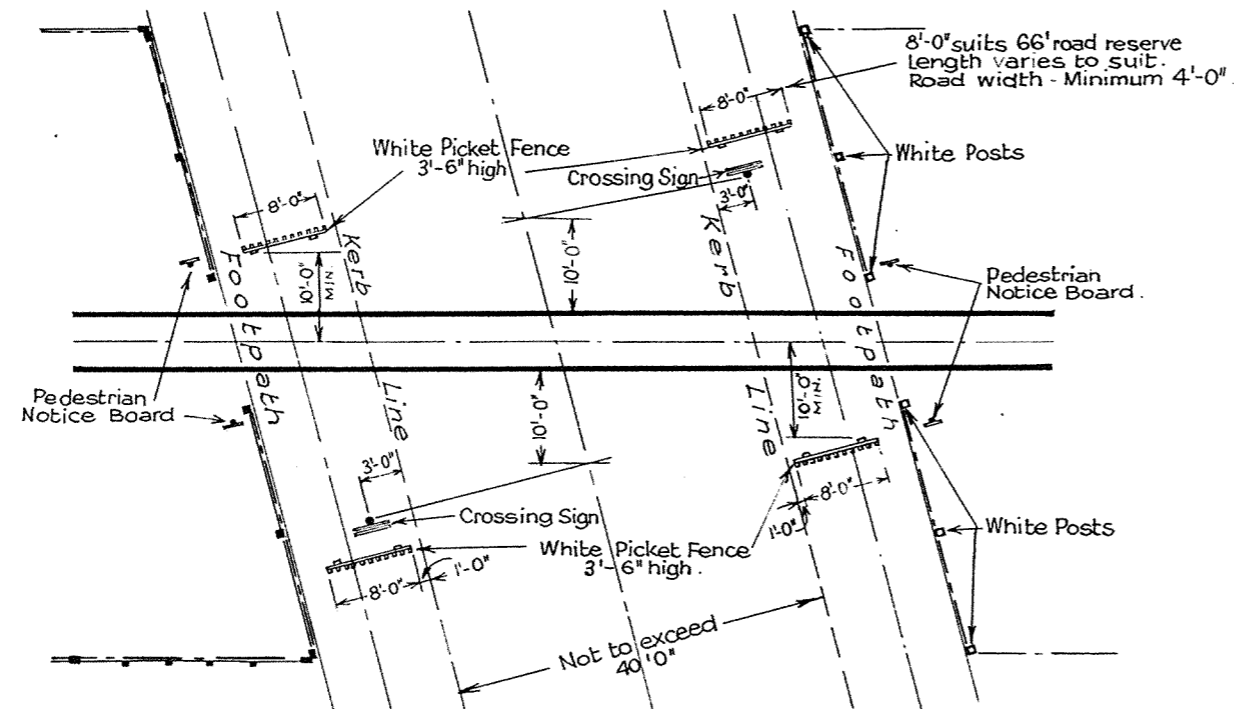 8'-0" suits 66' road reserve
Length varies to suit.
Road width - Minimum 4'-0".
8'-0"
White Picket Fence
3'-6" high
Crossing Sign
White Posts
3'-0"
8'-0"
Kerb
Kerb
Footpath
Footpath
10'-0"
MIN.
10'-0"
Pedestrian
Notice Board.
Pedestrian
Notice Board
Line
Line
10'-0"
10'-0"
MIN.
3'-0"
Crossing Sign
8'-0"
1'-0"
White Posts
White Picket Fence
3'-6" high.
8'-0"
1'-0"
Not to exceed
40'0"